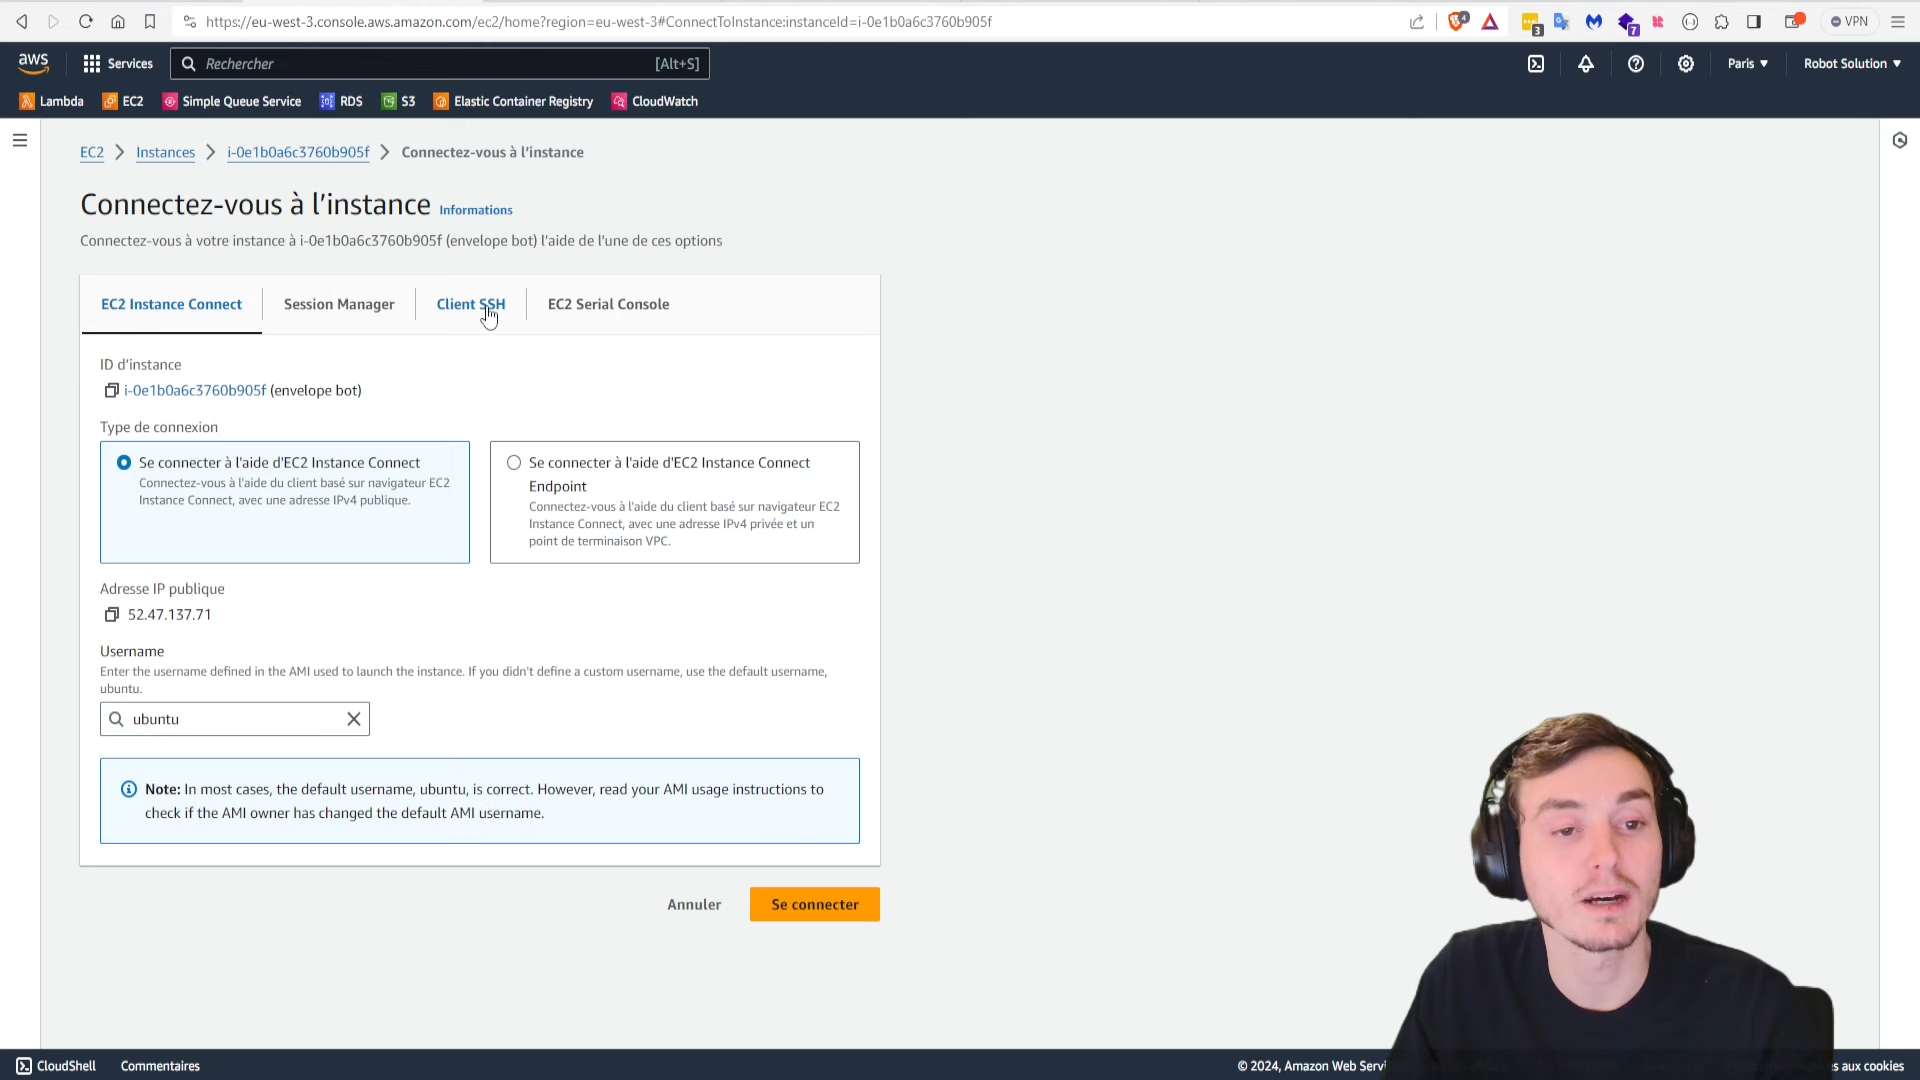 https://eu-west-3.console.aws.amazon.com/ec2/home?region=eu-west-3#ConnectToInstance:instanceId=i-0e1b0a6c3760b905f
4
3
7
VPN
aws
Services
Rechercher
[Alt+S]
Paris
Robot Solution
Lambda
EC2
Simple Queue Service
RDS
S3
Elastic Container Registry
CloudWatch
EC2 > Instances > i-0e1b0a6c3760b905f > Connectez-vous à l'instance
Connectez-vous à l'instance Informations
Connectez-vous à votre instance à i-0e1b0a6c3760b905f (envelope bot) l'aide de l'une de ces options
EC2 Instance Connect
Session Manager
Client SSH
EC2 Serial Console
ID d'instance
i-0e1b0a6c3760b905f (envelope bot)
Type de connexion
Se connecter à l'aide d'EC2 Instance Connect
Connectez-vous à l'aide du client basé sur navigateur EC2
Instance Connect, avec une adresse IPv4 publique.
Se connecter à l'aide d'EC2 Instance Connect
Endpoint
Connectez-vous à l'aide du client basé sur navigateur EC2
Instance Connect, avec une adresse IPv4 privée et un
point de terminaison VPC.
Adresse IP publique
52.47.137.71
Username
Enter the username defined in the AMI used to launch the instance. If you didn't define a custom username, use the default username,
ubuntu.
ubuntu
Note: In most cases, the default username, ubuntu, is correct. However, read your AMI usage instructions to
check if the AMI owner has changed the default AMI username.
Annuler
Se connecter
CloudShell
Commentaires
© 2024, Amazon Web Servi
aux cookies